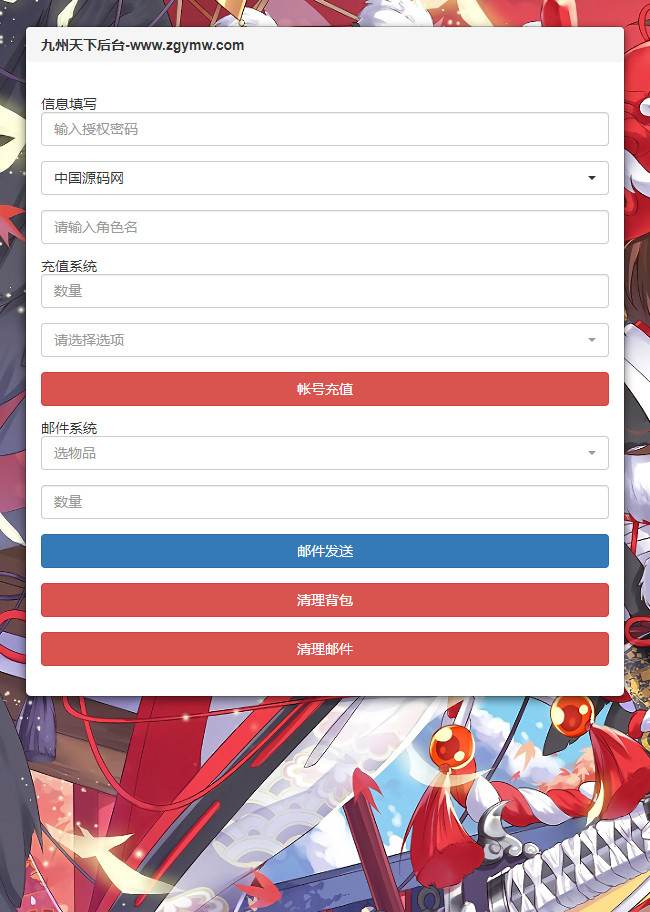 九州天下后台-www.zgymw.com
信息填写
输入授权密码
中国源码网
请输入角色名
充值系统
数量
请选择选项
帐号充值
邮件系统
选物品
数量
邮件发送
清理背包
清理邮件